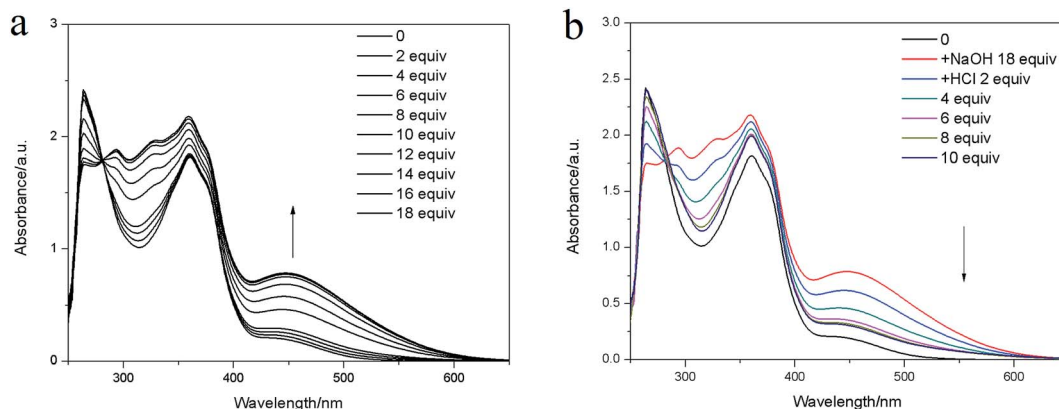 a
3
2
1
0
300
400
500
600
Absorbance/a.u.
Wavelength/nm
0
2 equiv
4 equiv
6 equiv
8 equiv
10 equiv
12 equiv
14 equiv
16 equiv
18 equiv
b
3.0
2.5
2.0
1.5
1.0
0.5
0.0
300
400
500
600
Absorbance/a.u.
Wavelength/nm
0
+NaOH 18 equiv
+HCl 2 equiv
4 equiv
6 equiv
8 equiv
10 equiv